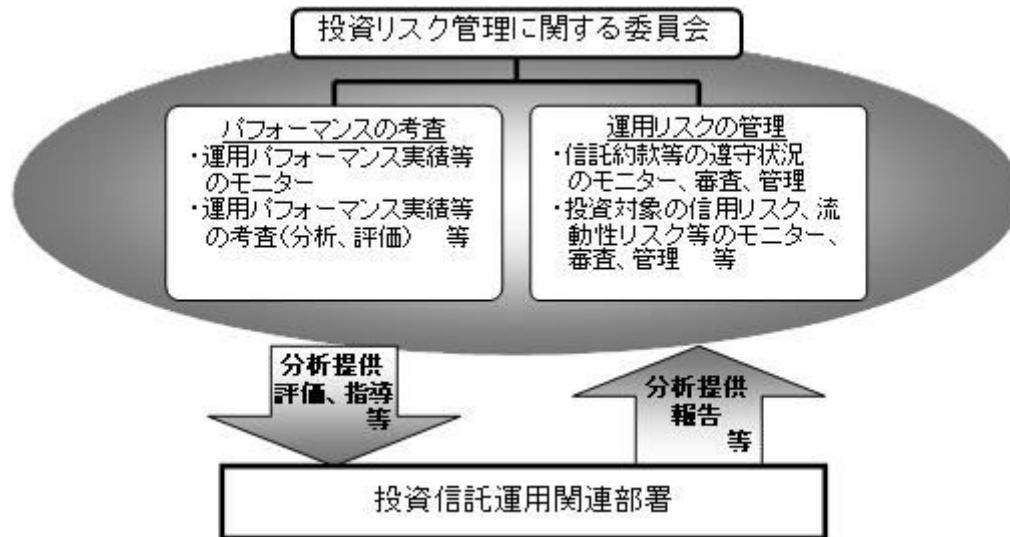 投資リスク管理に関する委員会
パフォーマンスの考査
・運用パフォーマンス実績等
のモニター
・運用パフォーマンス実績等
の考査(分析、評価) 等
運用リスクの管理
・信託約款等の遵守状況
のモニター、審査、管理
・投資対象の信用リスク、流
動性リスク等のモニター、
審査、管理 等
分析提供
評価、指導
等
分析提供
報告
等
投資信託運用関連部署